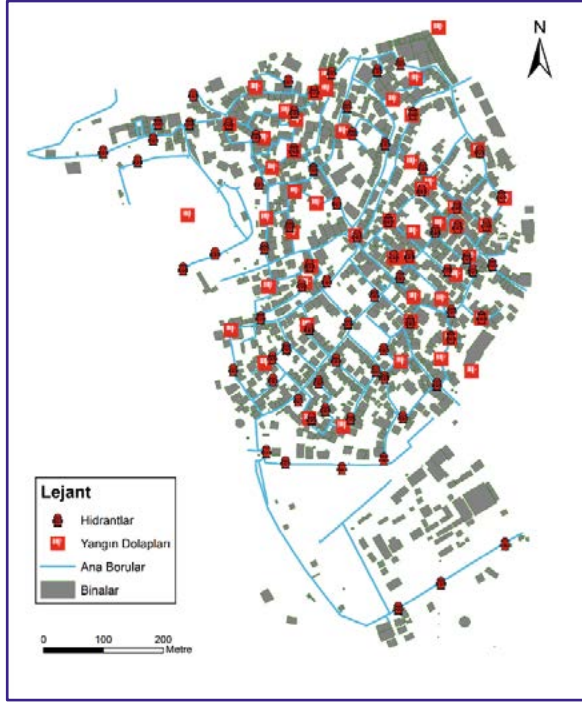 N
Lejant
Hidrantlar
Yangın Dolapları
Ana Borular
Binalar
0 100 200
Metre